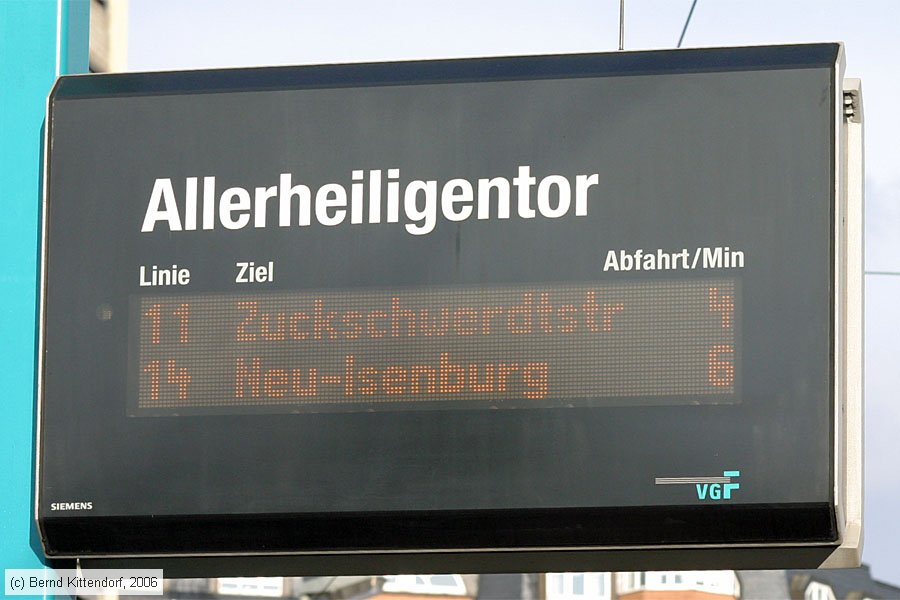 Allerheiligentor
Linie Ziel Abfahrt/Min
11 Zuckschwerdtstr 4
14 Neu-Isenburg 6
SIEMENS
VGF
(c) Bernd Kittendorf, 2006